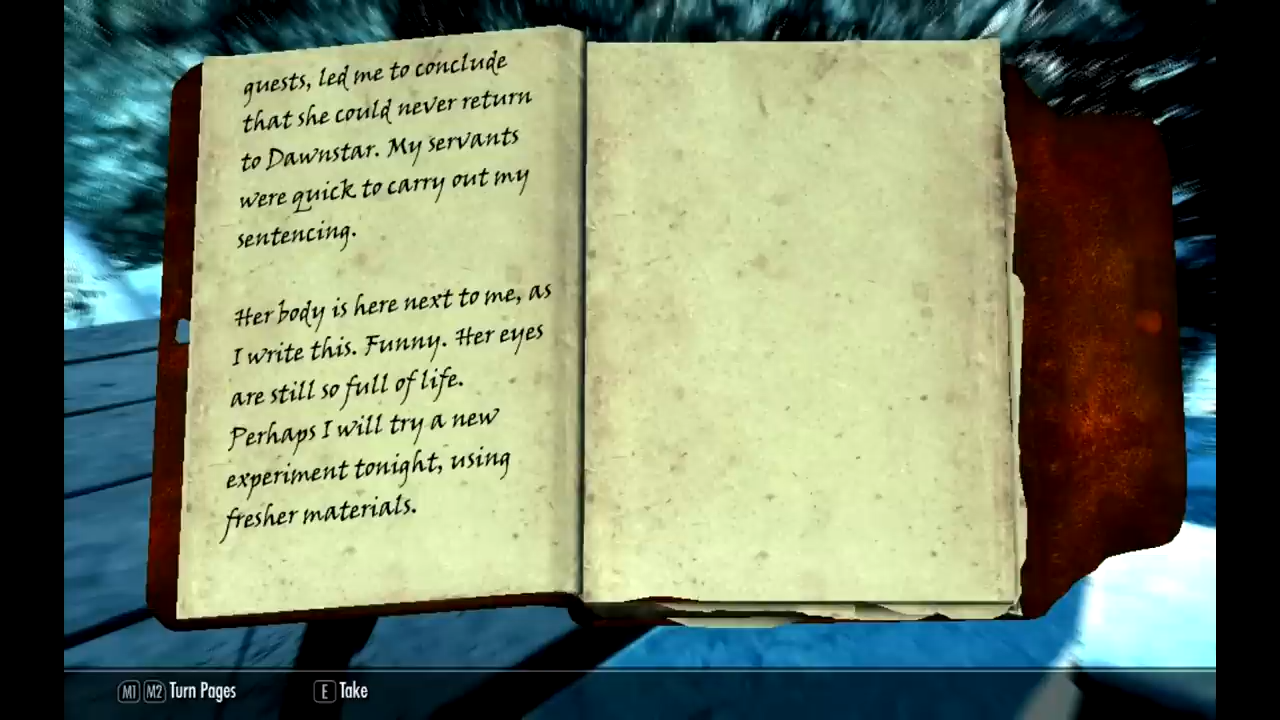 guests, led me to conclude
that she could never return
to Dawnstar. My servants
were quick to carry out my
sentencing.
Her body is here next to me, as
I write this. Funny. Her eyes
are still so full of life.
Perhaps I will try a new
experiment tonight, using
fresher materials.
M1 M2 Turn Pages
E Take